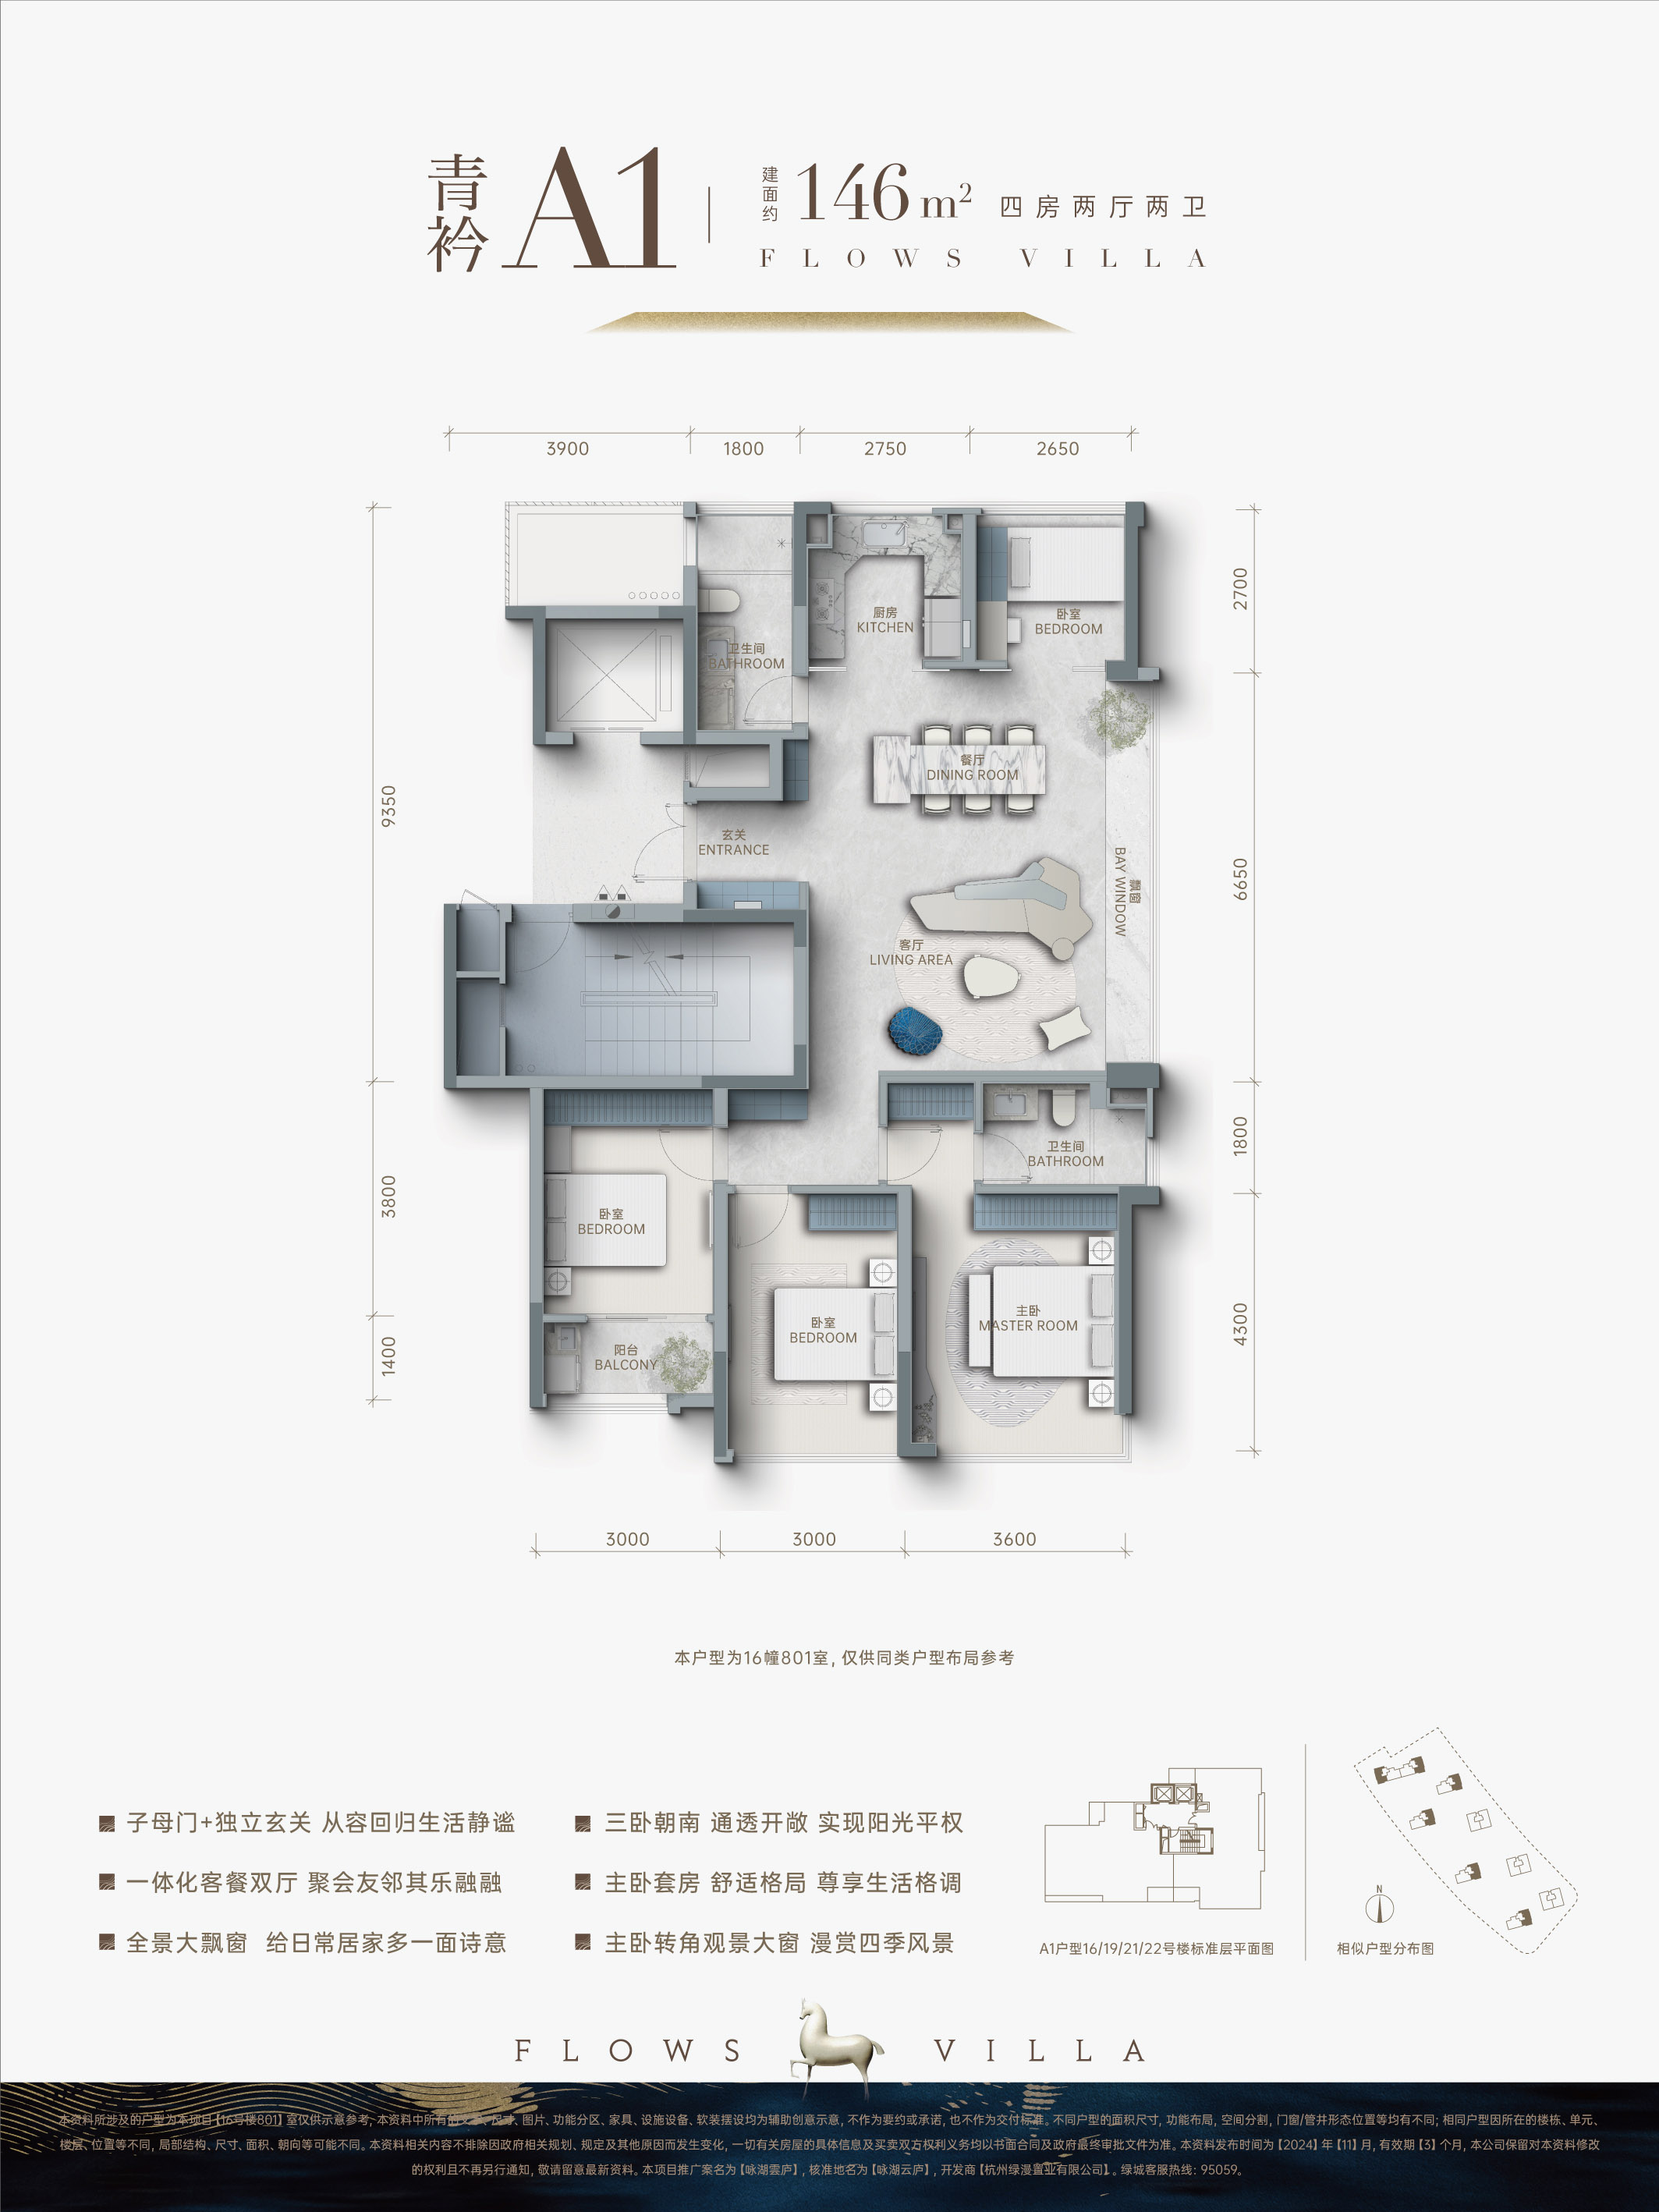 青衿 A1
建面约 146 m² 四房两厅两卫
FLOWS VILLA
3900 1800 2750 2650
9350
3800
1400
2700
6650
1800
4300
厨房
KITCHEN
卧室
BEDROOM
卫生间
BATHROOM
餐厅
DINING ROOM
玄关
ENTRANCE
飘窗
BAY WINDOW
客厅
LIVING AREA
卫生间
BATHROOM
卧室
BEDROOM
主卧
MASTER ROOM
卧室
BEDROOM
阳台
BALCONY
3000 3000 3600
本户型为16幢801室, 仅供同类户型布局参考
子母门+独立玄关 从容回归生活静谧
一体化客餐双厅 聚会友邻其乐融融
全景大飘窗 给日常居家多一面诗意
三卧朝南 通透开敞 实现阳光平权
主卧套房 舒适格局 尊享生活格调
主卧转角观景大窗 漫赏四季风景
A1户型16/19/21/22号楼标准层平面图
N
相似户型分布图
FLOWS VILLA
本资料所涉及的户型为本项目【16号楼801】室仅供示意参考, 本资料中所有的文字、尺寸、图片、功能分区、家具、设施设备、软装摆设均为辅助创意示意, 不作为要约或承诺, 也不作为交付标准。不同户型的面积尺寸, 功能布局, 空间分割, 门窗/管井形态位置等均有不同; 相同户型因所在的楼栋、单元、
楼层、位置等不同, 局部结构、尺寸、面积、朝向等可能不同。本资料相关内容不排除因政府相关规划、规定及其他原因而发生变化, 一切有关房屋的具体信息及买卖双方权利义务均以书面合同及政府最终审批文件为准。本资料发布时间为【2024】年【11】月, 有效期【3】个月, 本公司保留对本资料修改
的权利且不再另行通知, 敬请留意最新资料。本项目推广案名为【咏湖雲庐】, 核准地名为【咏湖云庐】, 开发商【杭州绿漫置业有限公司】。绿城客服热线: 95059。